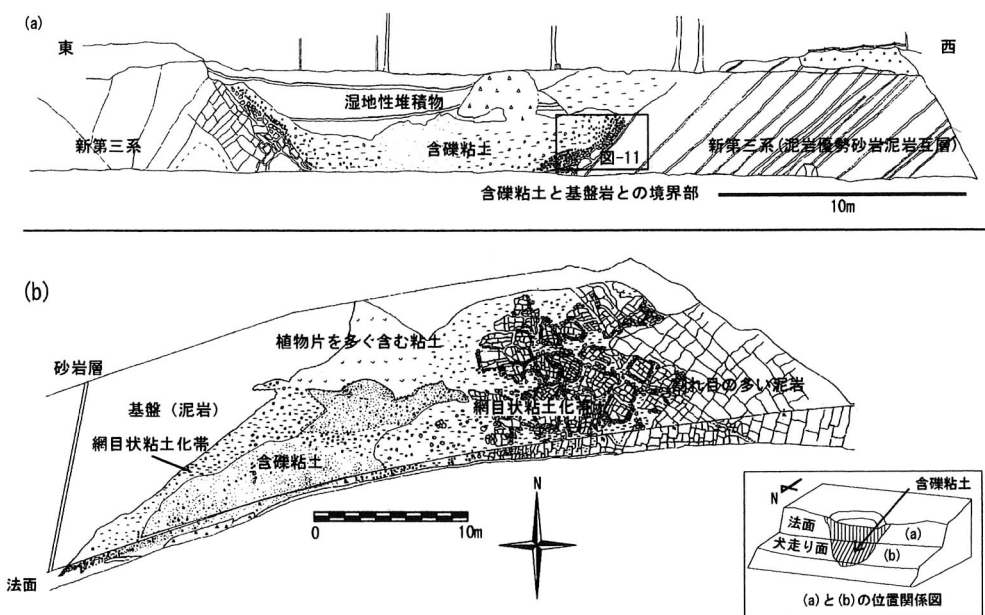 (a)
東
西
湿地性堆積物
新第三系
含礫粘土
図-11
新第三系(泥岩優勢砂岩泥岩互層)
含礫粘土と基盤岩との境界部
10m
(b)
植物片を多く含む粘土
砂岩層
基盤(泥岩)
割れ目の多い泥岩
網目状粘土化帯
網目状粘土化帯
含礫粘土
N
0
10m
法面
含礫粘土
N
法面
(a)
犬走り面
(b)
(a)と(b)の位置関係図